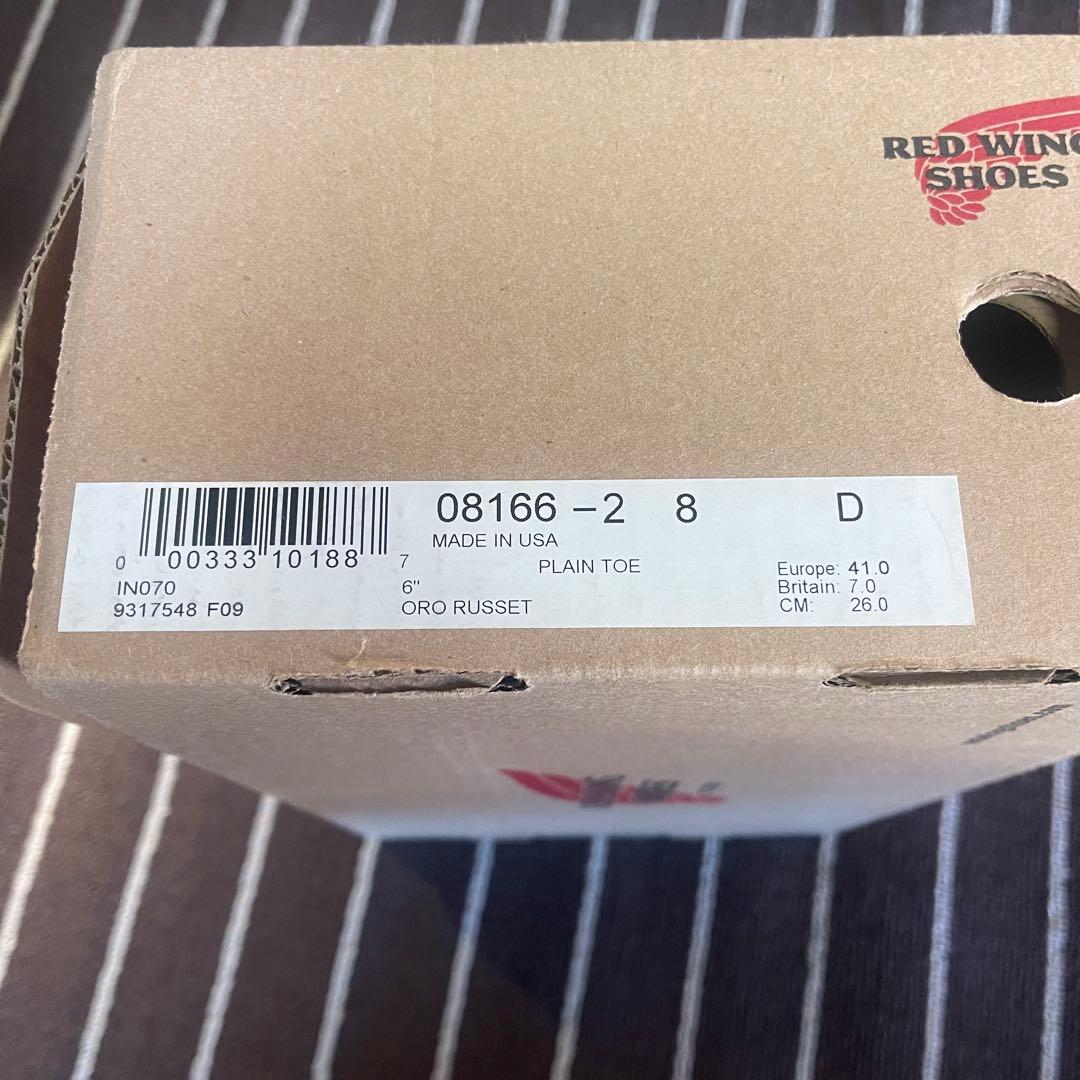 RED WING
SHOES
08166 – 2 8 D
MADE IN USA
0 00333 10188 7
PLAIN TOE
Europe: 41.0
IN070
6"
Britain: 7.0
9317548 F09
ORO RUSSET
CM: 26.0